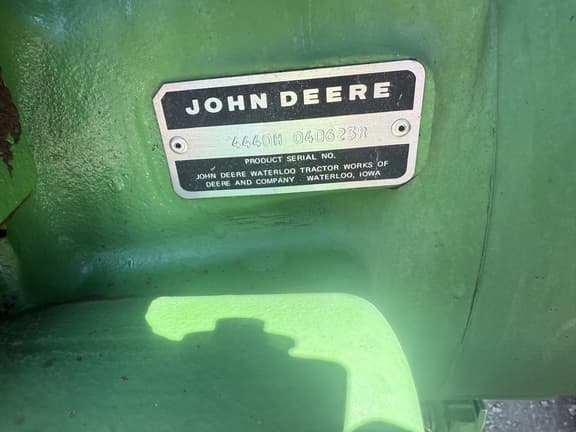 JOHN DEERE
4440H 040623R
PRODUCT SERIAL NO.
JOHN DEERE WATERLOO TRACTOR WORKS OF
DEERE AND COMPANY WATERLOO, IOWA